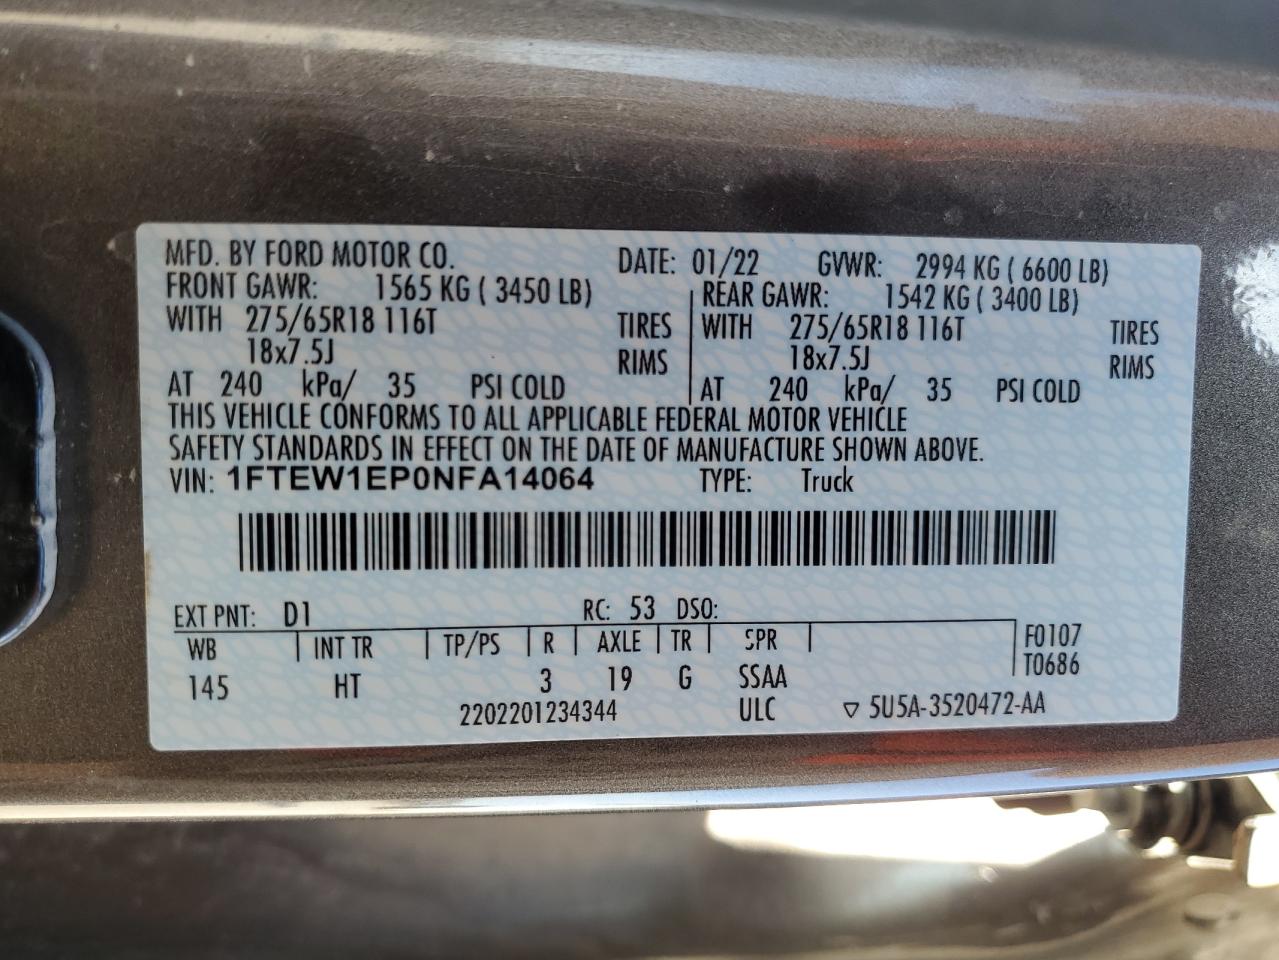 MFD. BY FORD MOTOR CO. DATE: 01/22 GVWR: 2994 KG ( 6600 LB)
FRONT GAWR: 1565 KG ( 3450 LB) REAR GAWR: 1542 KG ( 3400 LB)
WITH 275/65R18 116T TIRES WITH 275/65R18 116T TIRES
18x7.5J RIMS 18x7.5J RIMS
AT 240 kPa/ 35 PSI COLD AT 240 kPa/ 35 PSI COLD
THIS VEHICLE CONFORMS TO ALL APPLICABLE FEDERAL MOTOR VEHICLE
SAFETY STANDARDS IN EFFECT ON THE DATE OF MANUFACTURE SHOWN ABOVE.
VIN: 1FTEW1EP0NFA14064 TYPE: Truck
EXT PNT: D1 RC: 53 DSO:
WB INT TR TP/PS R AXLE TR SPR F0107
145 HT 3 19 G SSAA T0686
2202201234344 ULC ▽ 5U5A-3520472-AA